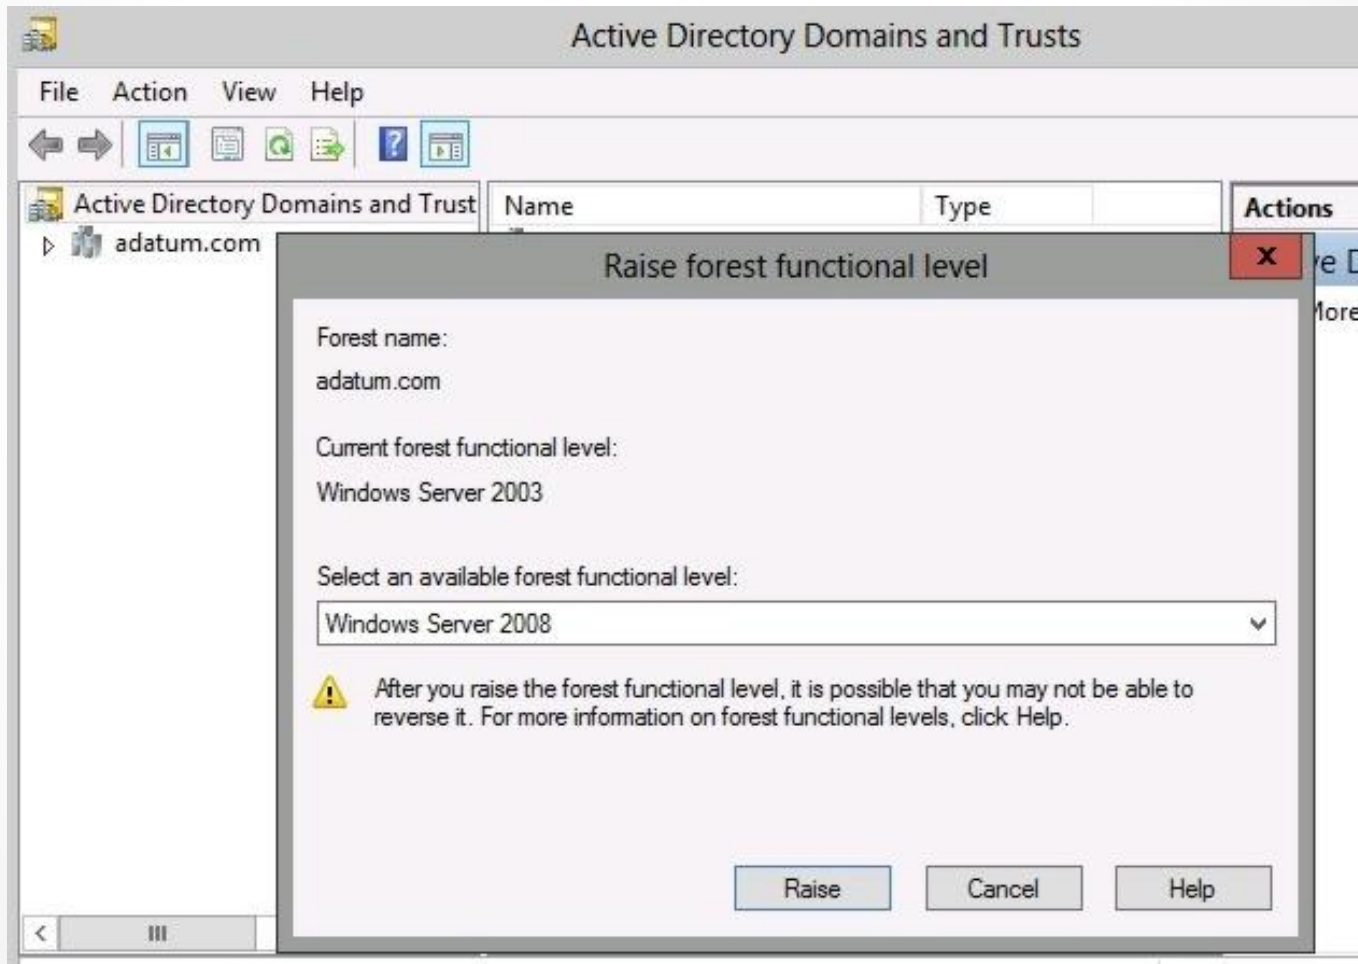 Active Directory Domains and Trusts
File Action View Help
Active Directory Domains and Trust
Name Type
Actions
adatum.com
Raise forest functional level
x
More
Forest name:
adatum.com
Current forest functional level:
Windows Server 2003
Select an available forest functional level:
Windows Server 2008
After you raise the forest functional level, it is possible that you may not be able to
reverse it. For more information on forest functional levels, click Help.
Raise Cancel Help